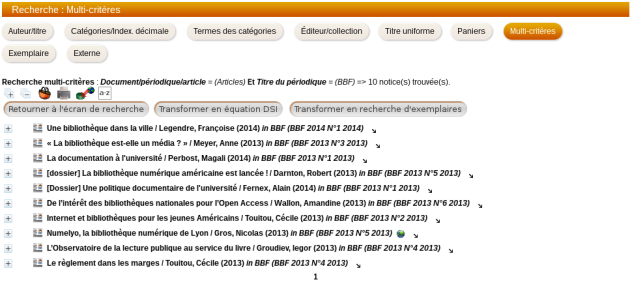 Recherche : Multi-critéres
Auteur/titre Catégories/Index. décimale Termes des catégories Éditeur/collection Titre uniforme Paniers Multi-critéres
Exemplaire Externe
Recherche multi-critères : Document/périodique/article = (Articles) Et Titre du périodique = (BBF) => 10 notice(s) trouvée(s).
a·z
Retourner à l'écran de recherche Transformer en équation DSI Transformer en recherche d'exemplaires
Une bibliothèque dans la ville / Legendre, Françoise (2014) in BBF (BBF 2014 N°1 2014)
« La bibliothèque est-elle un média ? » / Meyer, Anne (2013) in BBF (BBF 2013 N°3 2013)
La documentation à l'université / Perbost, Magali (2014) in BBF (BBF 2013 N°1 2013)
[dossier] La bibliothèque numérique américaine est lancée ! / Darnton, Robert (2013) in BBF (BBF 2013 N°5 2013)
[Dossier] Une politique documentaire de l'université / Fernex, Alain (2014) in BBF (BBF 2013 N°1 2013)
De l'intérêt des bibliothèques nationales pour l'Open Access / Wallon, Amandine (2013) in BBF (BBF 2013 N°6 2013)
Internet et bibliothèques pour les jeunes Américains / Touitou, Cécile (2013) in BBF (BBF 2013 N°2 2013)
Numelyo, la bibliothèque numérique de Lyon / Gros, Nicolas (2013) in BBF (BBF 2013 N°5 2013)
L'Observatoire de la lecture publique au service du livre / Groudiev, Iegor (2013) in BBF (BBF 2013 N°4 2013)
Le règlement dans les marges / Touitou, Cécile (2013) in BBF (BBF 2013 N°4 2013)
1